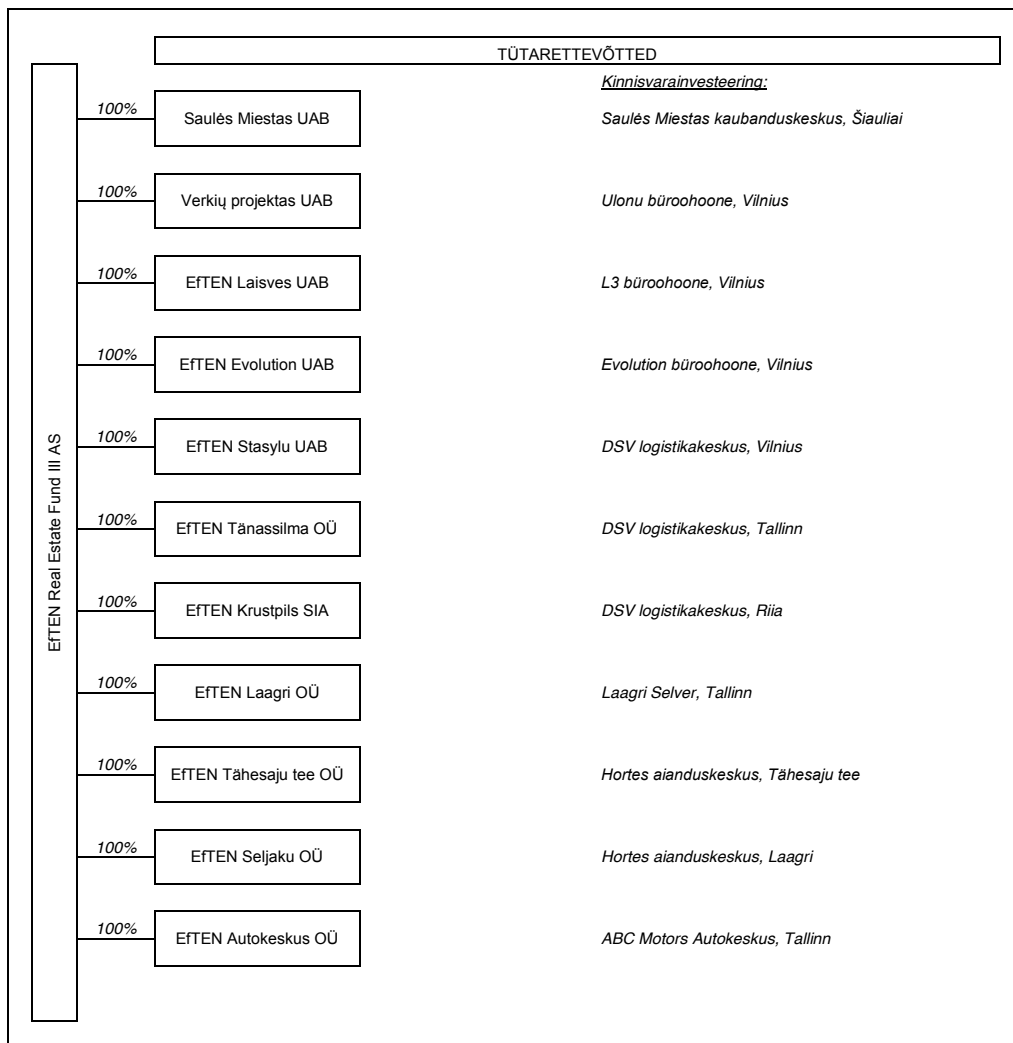 TÜTARETTEVÕTTED
EfTEN Real Estate Fund III AS
Kinnisvarainvesteering:
100% Saulės Miestas UAB Saulės Miestas kaubanduskeskus, Šiauliai
100% Verkių projektas UAB Ulonu büroohoone, Vilnius
100% EfTEN Laisves UAB L3 büroohoone, Vilnius
100% EfTEN Evolution UAB Evolution büroohoone, Vilnius
100% EfTEN Stasylu UAB DSV logistikakeskus, Vilnius
100% EfTEN Tänassilma OÜ DSV logistikakeskus, Tallinn
100% EfTEN Krustpils SIA DSV logistikakeskus, Riia
100% EfTEN Laagri OÜ Laagri Selver, Tallinn
100% EfTEN Tähesaju tee OÜ Hortes aianduskeskus, Tähesaju tee
100% EfTEN Seljaku OÜ Hortes aianduskeskus, Laagri
100% EfTEN Autokeskus OÜ ABC Motors Autokeskus, Tallinn